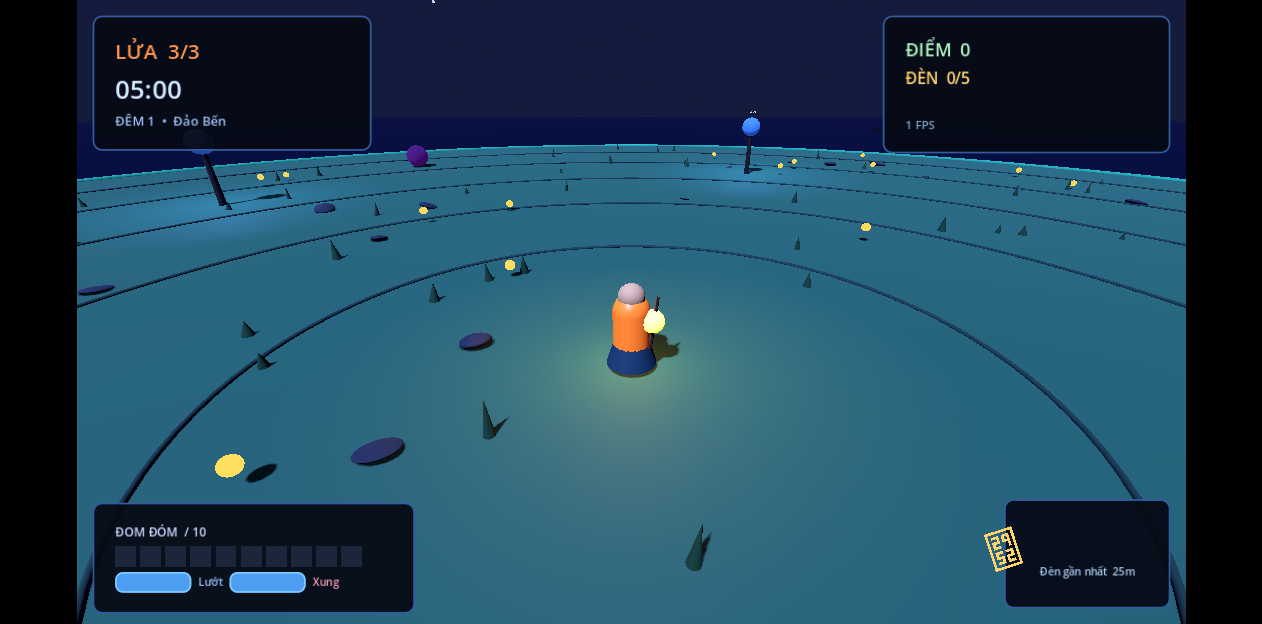 LỬA 3/3
05:00
ĐÊM 1 • Đảo Bến
ĐIỂM 0
ĐÈN 0/5
1 FPS
ĐOM ĐÓM / 10
Lướt Xung
Đèn gần nhất 25m